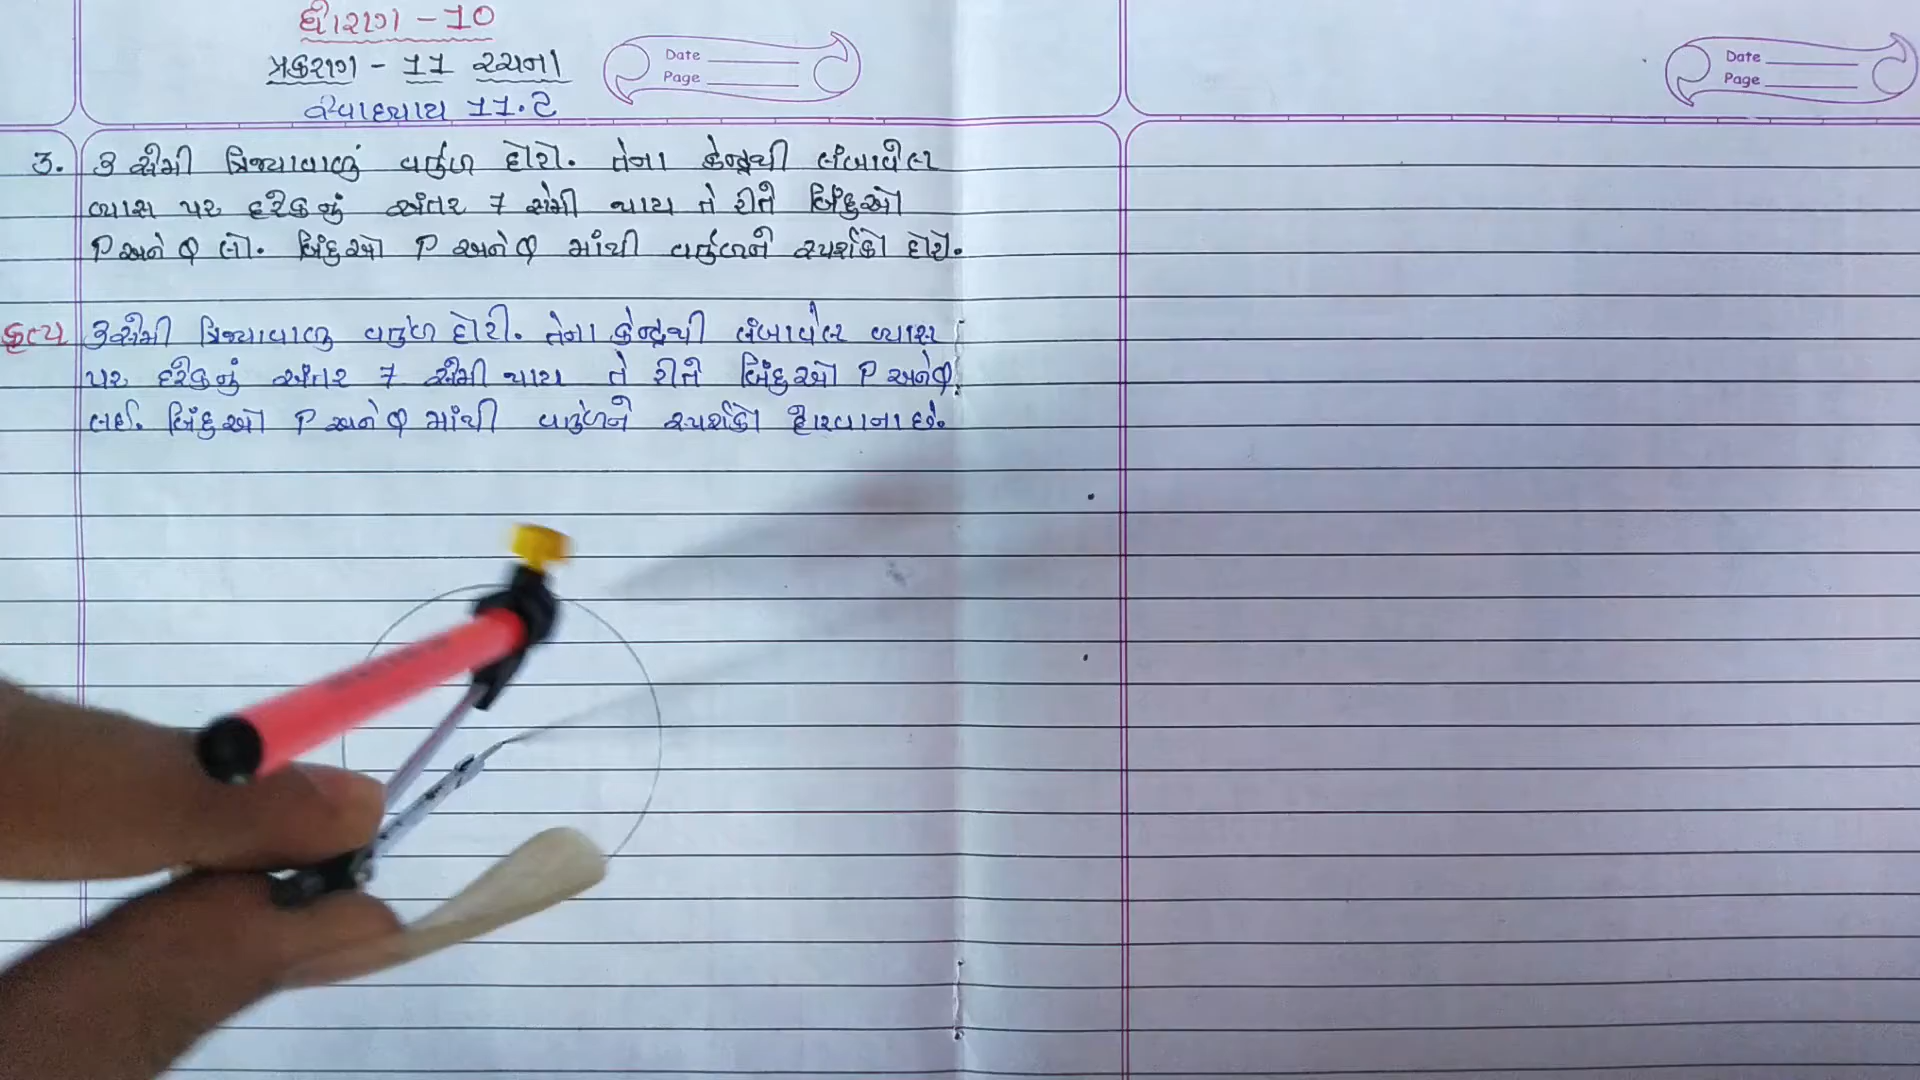 ધોરણ - 10
પ્રકરણ - 11 રચના
સ્વાધ્યાય 11.2
Date
Page
Date
Page
3. 3 સેમી ત્રિજ્યાવાળું વર્તુળ દોરો. તેના કેન્દ્રથી લંબાવેલ
વ્યાસ પર દરેકનું અંતર 7 સેમી થાય તે રીતે બિંદુઓ
P અને Q લો. બિંદુઓ P અને Q માંથી વર્તુળને સ્પર્શકો દોરો.
કૃત્ય 3 સેમી ત્રિજ્યાવાળુ વર્તુળ દોરી. તેના કેન્દ્રથી લંબાવેલ વ્યાસ
પર દરેકનું અંતર 7 સેમી થાય તે રીતે બિંદુઓ P અને Q
લઈ. બિંદુઓ P અને Q માંથી વર્તુળને સ્પર્શકો દોરવાના છે.